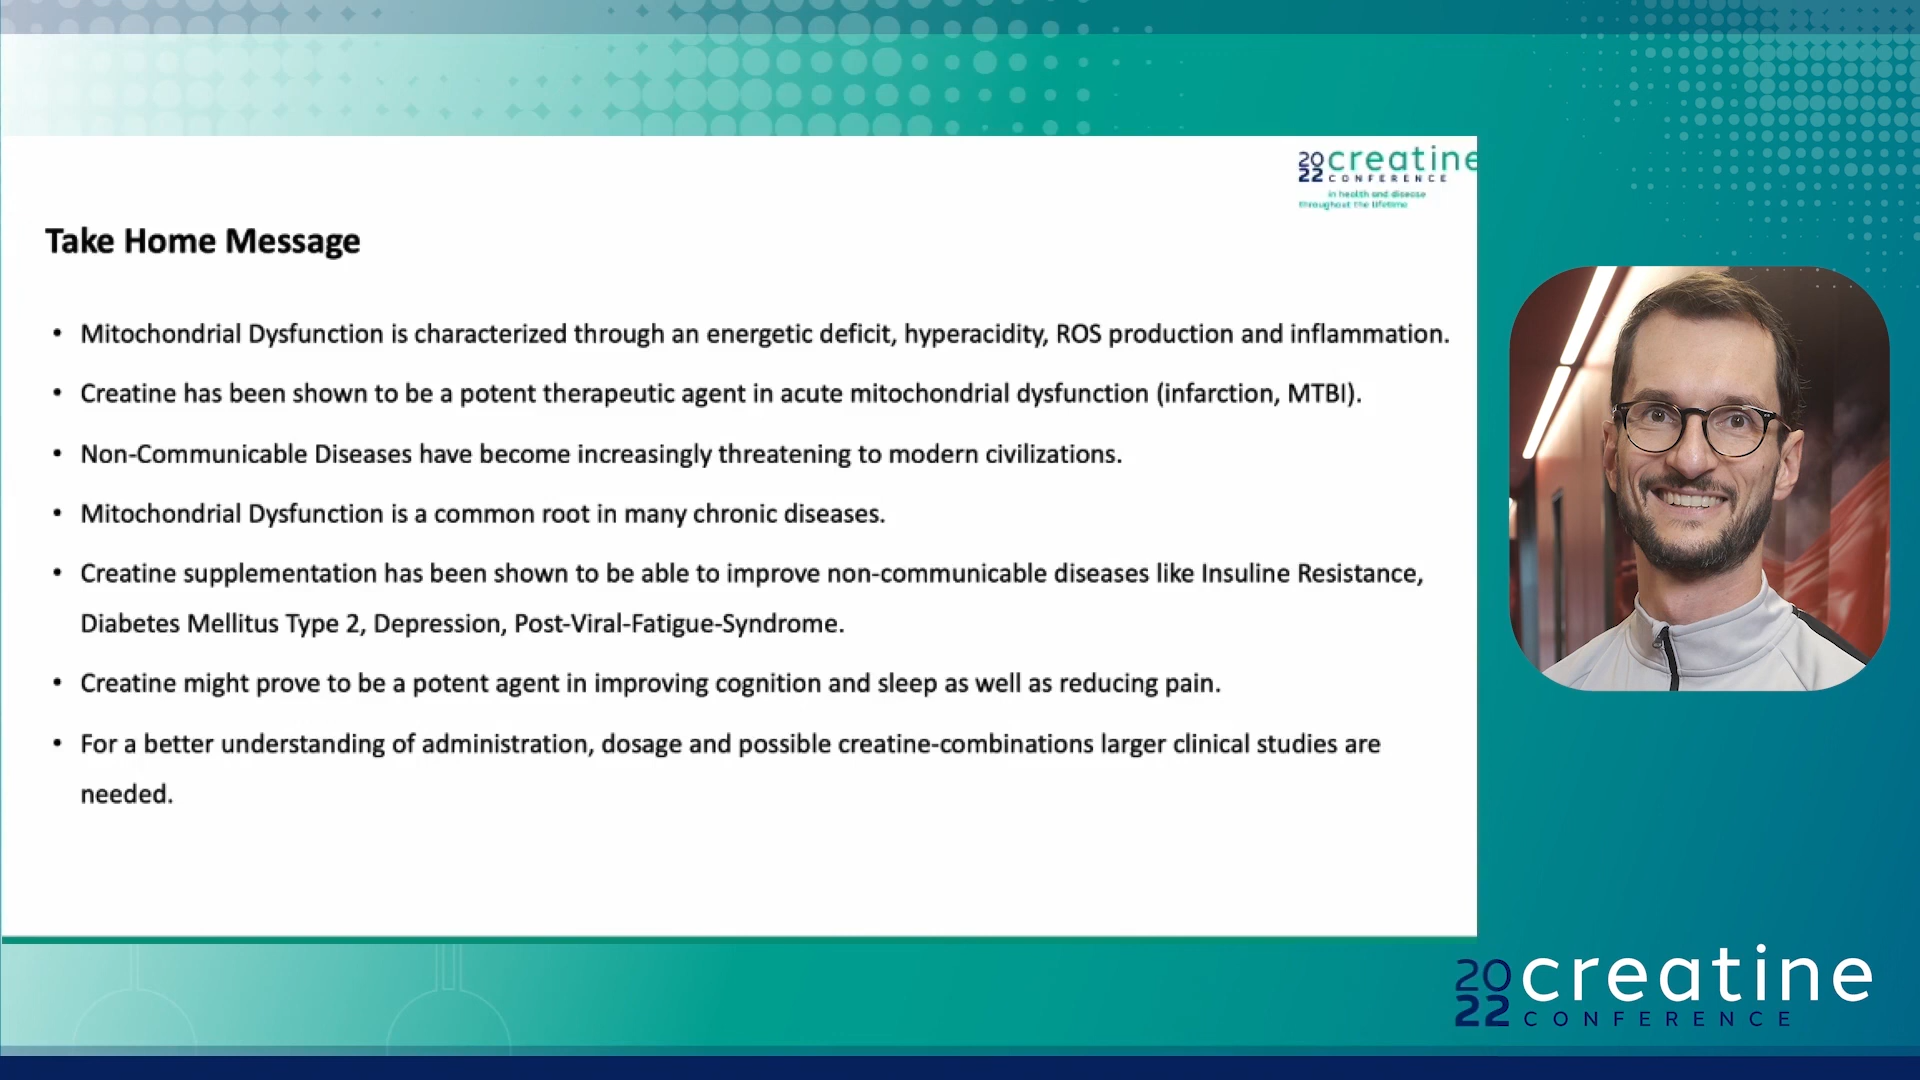 2022 creatine
CONFERENCE
in health and disease
throughout the lifetime
Take Home Message
• Mitochondrial Dysfunction is characterized through an energetic deficit, hyperacidity, ROS production and inflammation.
• Creatine has been shown to be a potent therapeutic agent in acute mitochondrial dysfunction (infarction, MTBI).
• Non-Communicable Diseases have become increasingly threatening to modern civilizations.
• Mitochondrial Dysfunction is a common root in many chronic diseases.
• Creatine supplementation has been shown to be able to improve non-communicable diseases like Insuline Resistance,
Diabetes Mellitus Type 2, Depression, Post-Viral-Fatigue-Syndrome.
• Creatine might prove to be a potent agent in improving cognition and sleep as well as reducing pain.
• For a better understanding of administration, dosage and possible creatine-combinations larger clinical studies are
needed.
2022 creatine
CONFERENCE